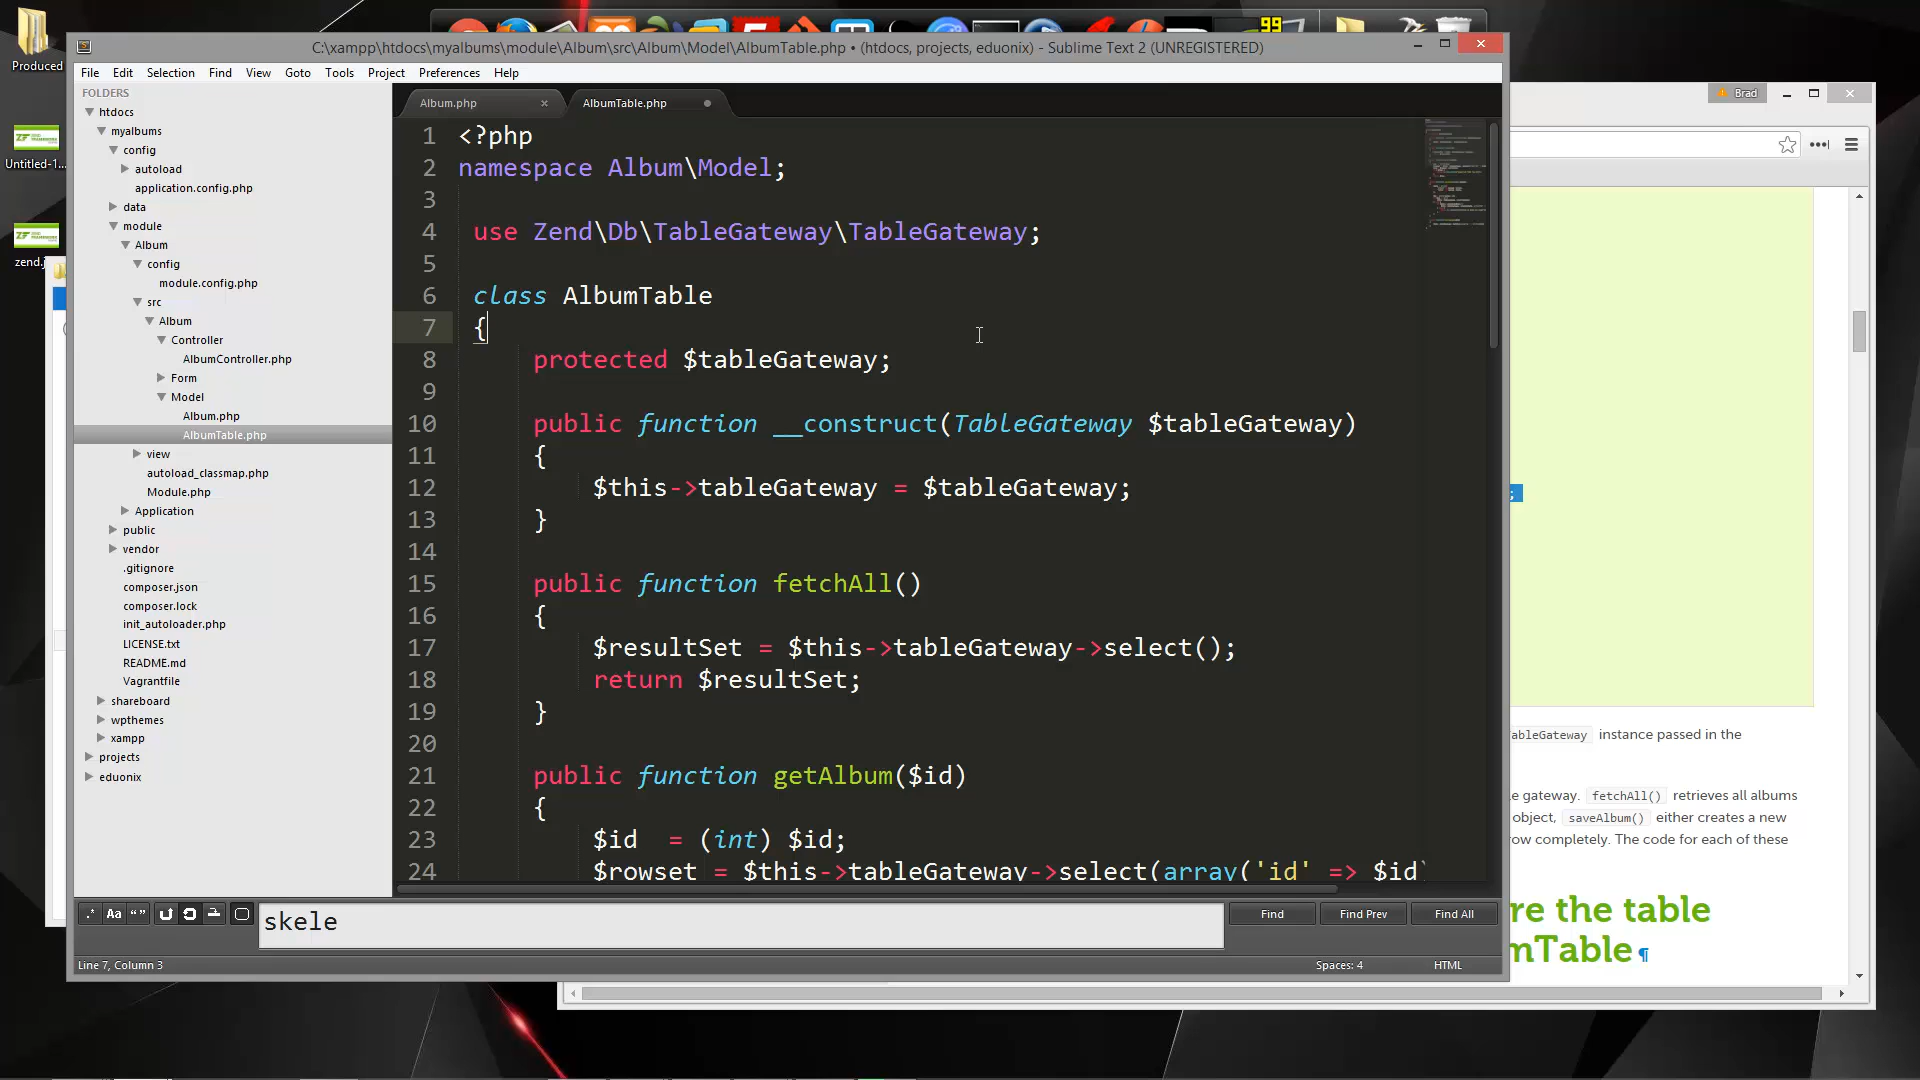 Produced
Untitled-1...
zend.j
99
C:\xampp\htdocs\myalbums\module\Album\src\Album\Model\AlbumTable.php • (htdocs, projects, eduonix) - Sublime Text 2 (UNREGISTERED)
File Edit Selection Find View Goto Tools Project Preferences Help
FOLDERS
htdocs
myalbums
config
autoload
application.config.php
data
module
Album
config
module.config.php
src
Album
Controller
AlbumController.php
Form
Model
Album.php
AlbumTable.php
view
autoload_classmap.php
Module.php
Application
public
vendor
.gitignore
composer.json
composer.lock
init_autoloader.php
LICENSE.txt
README.md
Vagrantfile
shareboard
wpthemes
xampp
projects
eduonix
Album.php
AlbumTable.php
1 <?php
2 namespace Album\Model;
3
4 use Zend\Db\TableGateway\TableGateway;
5
6 class AlbumTable
7 {
8 protected $tableGateway;
9
10 public function __construct(TableGateway $tableGateway)
11 {
12 $this->tableGateway = $tableGateway;
13 }
14
15 public function fetchAll()
16 {
17 $resultSet = $this->tableGateway->select();
18 return $resultSet;
19 }
20
21 public function getAlbum($id)
22 {
23 $id = (int) $id;
24 $rowset = $this->tableGateway->select(array('id' => $id)
.* Aa “ ”
skele
Find Find Prev Find All
Line 7, Column 3
Spaces: 4
HTML
Brad
;
ableGateway instance passed in the
le gateway. fetchAll() retrieves all albums
object, saveAlbum() either creates a new
row completely. The code for each of these
re the table
mTable ¶